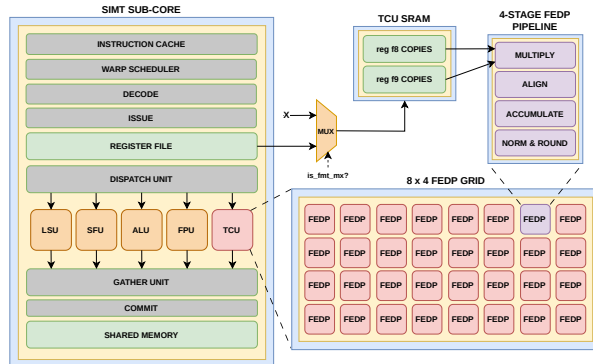 SIMT SUB-CORE
INSTRUCTION CACHE
WARP SCHEDULER
DECODE
ISSUE
REGISTER FILE
DISPATCH UNIT
LSU SFU ALU FPU TCU
GATHER UNIT
COMMIT
SHARED MEMORY
X
MUX
is_fmt_mx?
TCU SRAM
reg f8 COPIES
reg f9 COPIES
4-STAGE FEDP
PIPELINE
MULTIPLY
ALIGN
ACCUMULATE
NORM & ROUND
8 x 4 FEDP GRID
FEDP FEDP FEDP FEDP FEDP FEDP FEDP FEDP
FEDP FEDP FEDP FEDP FEDP FEDP FEDP FEDP
FEDP FEDP FEDP FEDP FEDP FEDP FEDP FEDP
FEDP FEDP FEDP FEDP FEDP FEDP FEDP FEDP